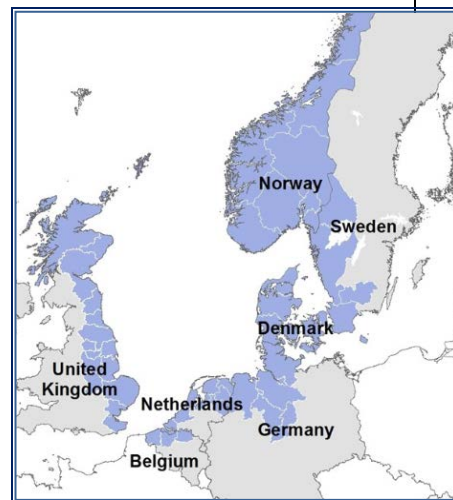 Norway
Sweden
Denmark
United
Kingdom
Netherlands
Germany
Belgium